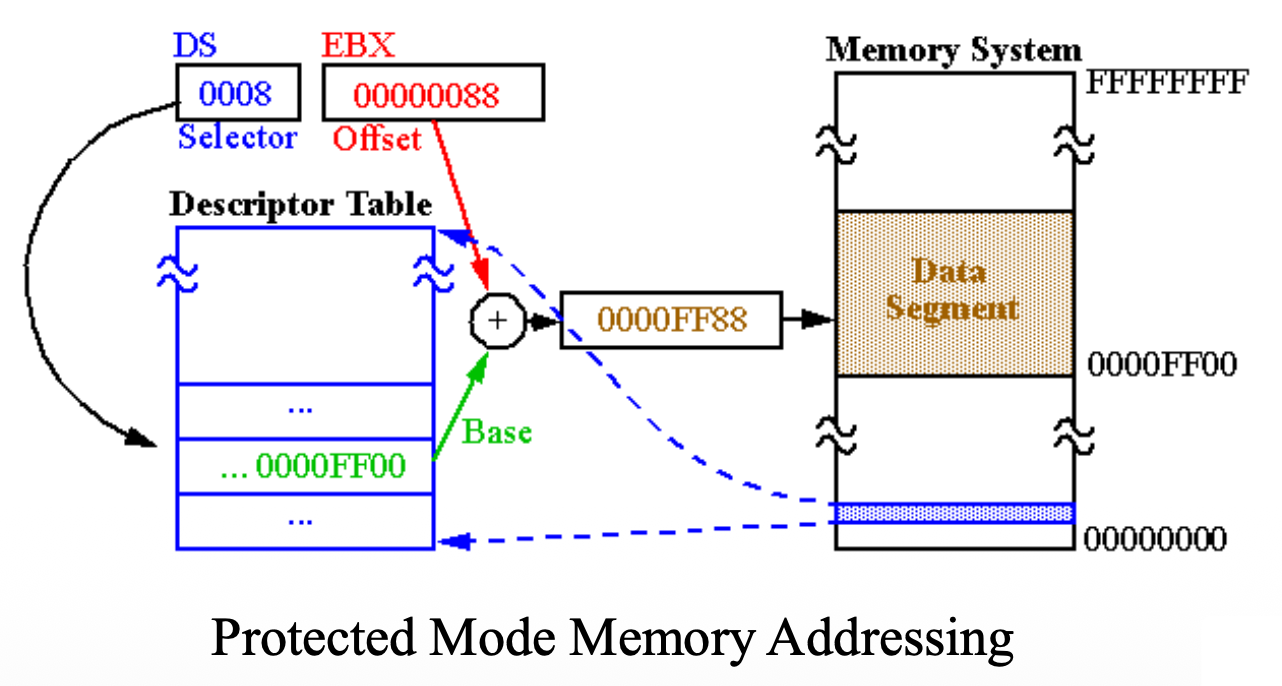 DS
EBX
0008
00000088
Selector
Offset
Memory System
FFFFFFFF
Descriptor Table
Data
Segment
+
0000FF88
0000FF00
...
Base
...0000FF00
...
00000000
Protected Mode Memory Addressing